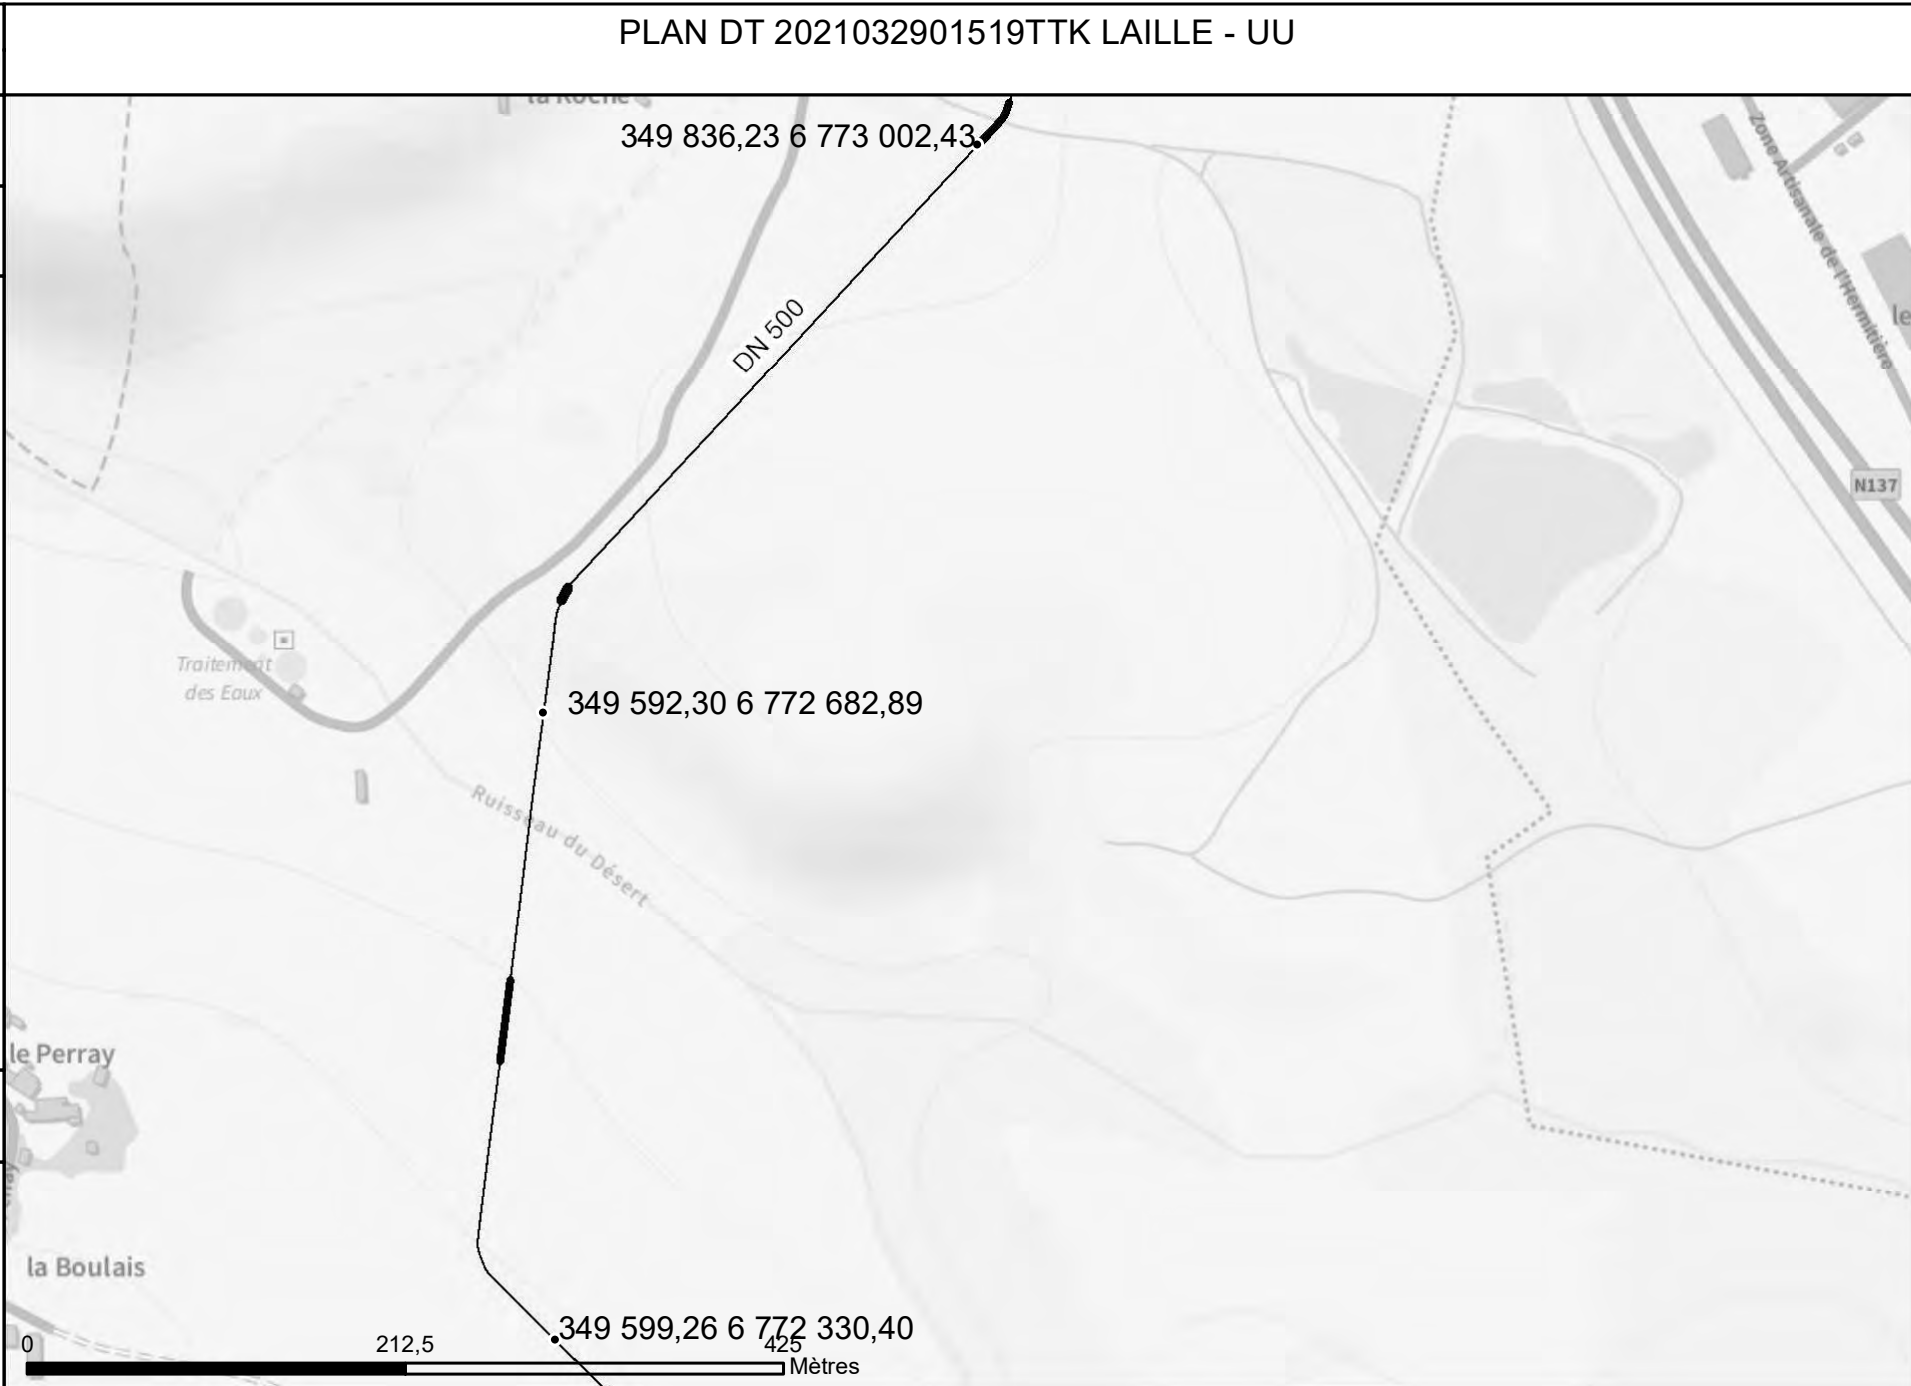 PLAN DT 2021032901519TTK LAILLE - UU
la Roche
349 836,23 6 773 002,43
Zone Artisanale de l'Hermitière
le
DN 500
N137
Traitement
des Eaux
349 592,30 6 772 682,89
Ruisseau du Désert
le Perray
la Boulais
349 599,26 6 772 330,40
0 212,5 425
Mètres